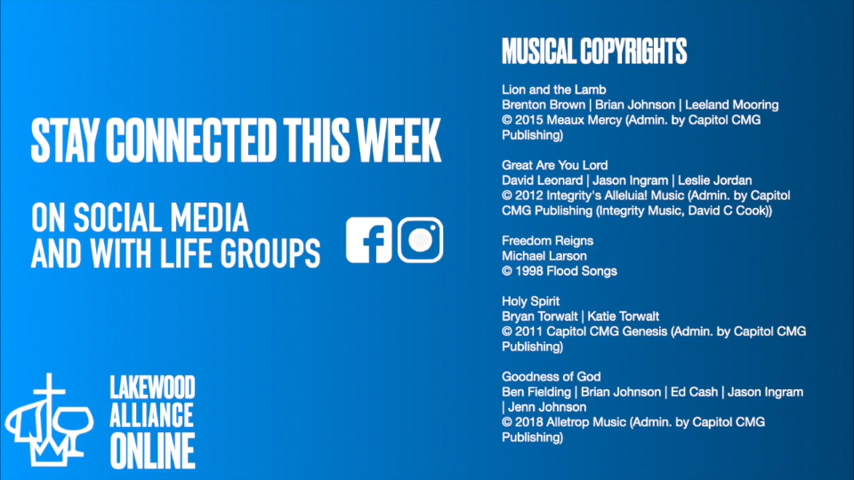 STAY CONNECTED THIS WEEK
ON SOCIAL MEDIA
AND WITH LIFE GROUPS
LAKEWOOD
ALLIANCE
ONLINE
MUSICAL COPYRIGHTS
Lion and the Lamb
Brenton Brown | Brian Johnson | Leeland Mooring
© 2015 Meaux Mercy (Admin. by Capitol CMG
Publishing)
Great Are You Lord
David Leonard | Jason Ingram | Leslie Jordan
© 2012 Integrity's Alleluia! Music (Admin. by Capitol
CMG Publishing (Integrity Music, David C Cook))
Freedom Reigns
Michael Larson
© 1998 Flood Songs
Holy Spirit
Bryan Torwalt | Katie Torwalt
© 2011 Capitol CMG Genesis (Admin. by Capitol CMG
Publishing)
Goodness of God
Ben Fielding | Brian Johnson | Ed Cash | Jason Ingram
| Jenn Johnson
© 2018 Alletrop Music (Admin. by Capitol CMG
Publishing)